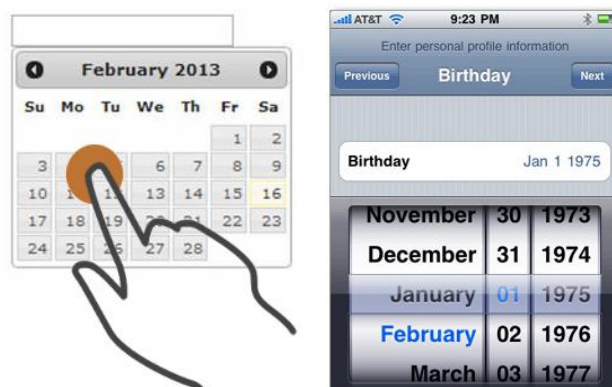 February 2013
Su Mo Tu We Th Fr Sa
1 2
3 6 7 8 9
10 13 14 15 16
17 18 19 20 21 22 23
24 25 26 27 28
AT&T 9:23 PM
Enter personal profile information
Previous Birthday Next
Birthday Jan 1 1975
November 30 1973
December 31 1974
January 01 1975
February 02 1976
March 03 1977